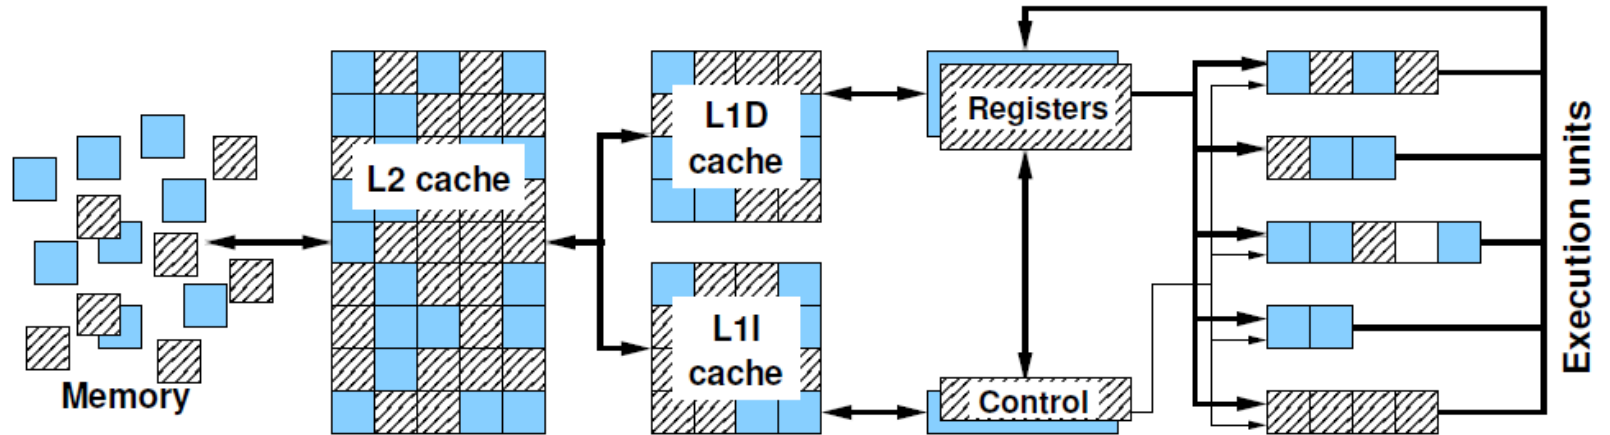 Memory
L2 cache
L1D
cache
L1I
cache
Registers
Control
Execution units